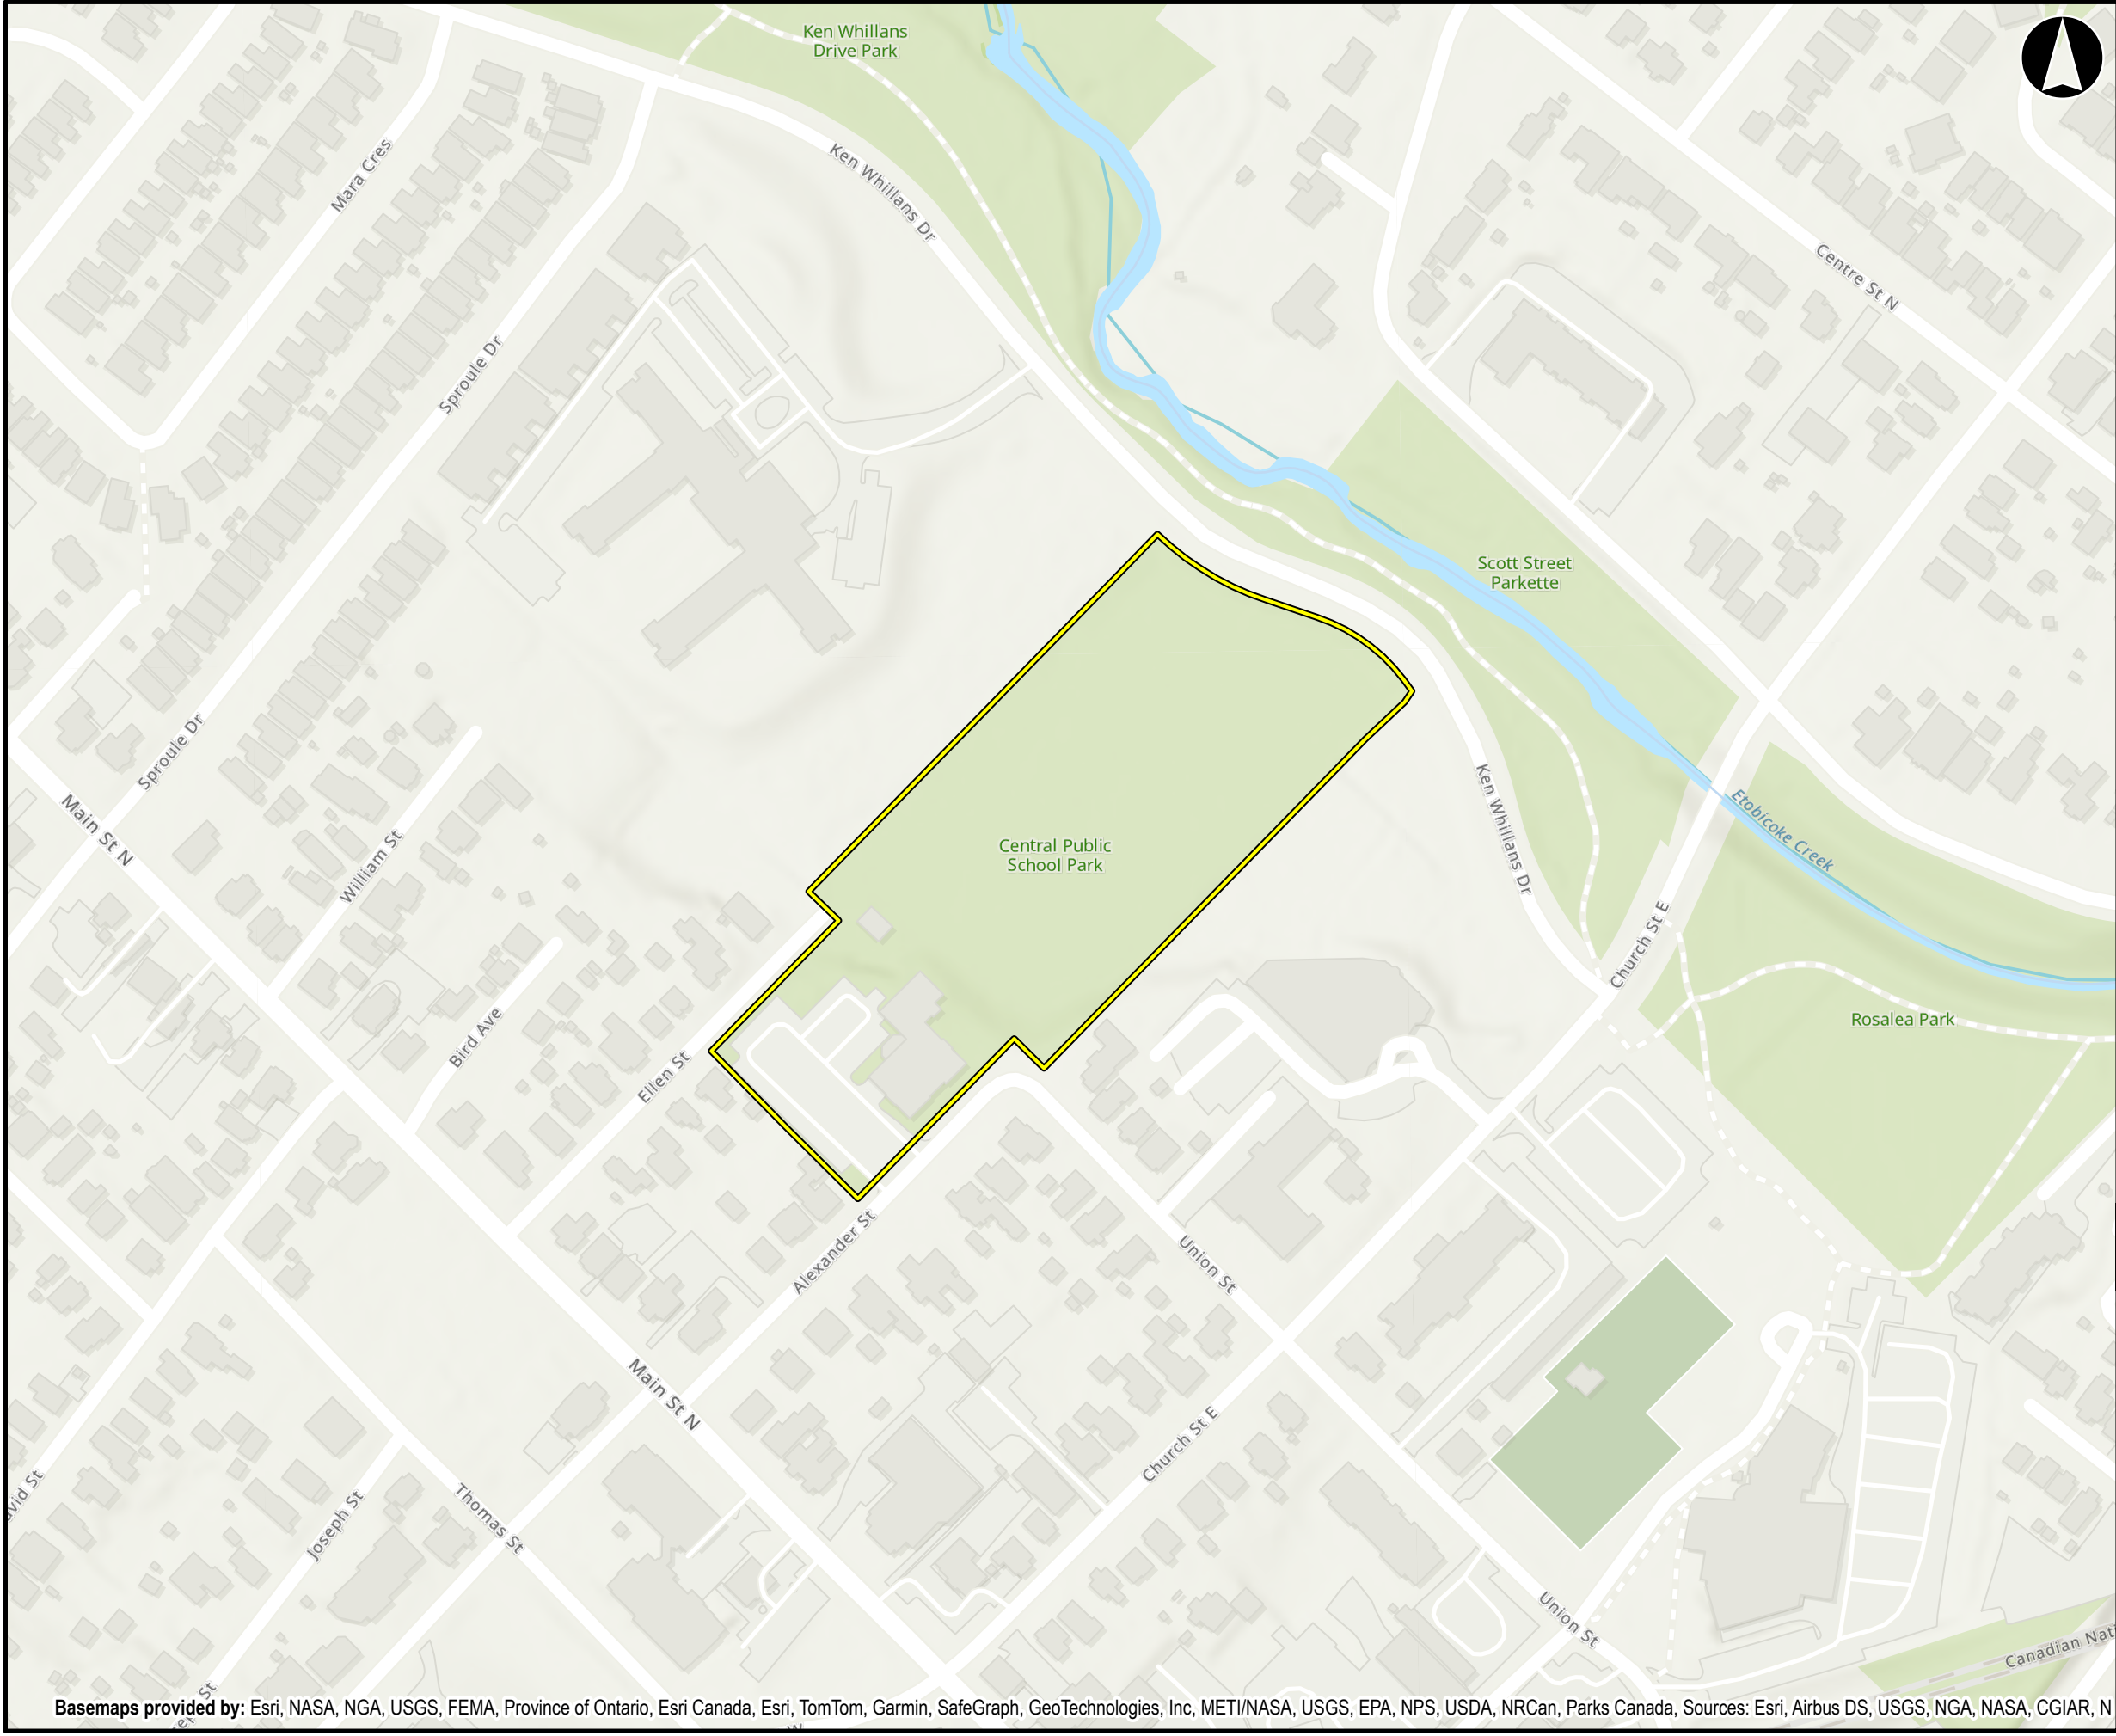 Ken Whillans
Drive Park
Mara Cres
Ken Whillans Dr
Centre St N
Sproule Dr
Scott Street
Parkette
Sproule Dr
Main St N
William St
Ken Whillans Dr
Etobicoke Creek
Central Public
School Park
Church St E
Rosalea Park
Bird Ave
Ellen St
Alexander St
Union St
Main St N
Church St E
Thomas St
Joseph St
St
Union St
Canadian
St
Basemaps provided by: Esri, NASA, NGA, USGS, FEMA, Province of Ontario, Esri Canada, Esri, TomTom, Garmin, SafeGraph, GeoTechnologies, Inc, METI/NASA, USGS, EPA, NPS, USDA, NRCan, Parks Canada, Sources: Esri, Airbus DS, USGS, NGA, NASA, CGIAR, N